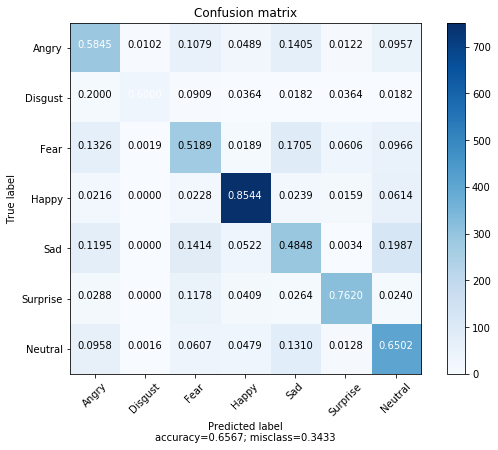 Confusion matrix
Angry 0.5845 0.0102 0.1079 0.0489 0.1405 0.0122 0.0957
Disgust 0.2000 0.6000 0.0909 0.0364 0.0182 0.0364 0.0182
Fear 0.1326 0.0019 0.5189 0.0189 0.1705 0.0606 0.0966
Happy 0.0216 0.0000 0.0228 0.8544 0.0239 0.0159 0.0614
Sad 0.1195 0.0000 0.1414 0.0522 0.4848 0.0034 0.1987
Surprise 0.0288 0.0000 0.1178 0.0409 0.0264 0.7620 0.0240
Neutral 0.0958 0.0016 0.0607 0.0479 0.1310 0.0128 0.6502
True label
Angry Disgust Fear Happy Sad Surprise Neutral
Predicted label
accuracy=0.6567; misclass=0.3433
700
600
500
400
300
200
100
0